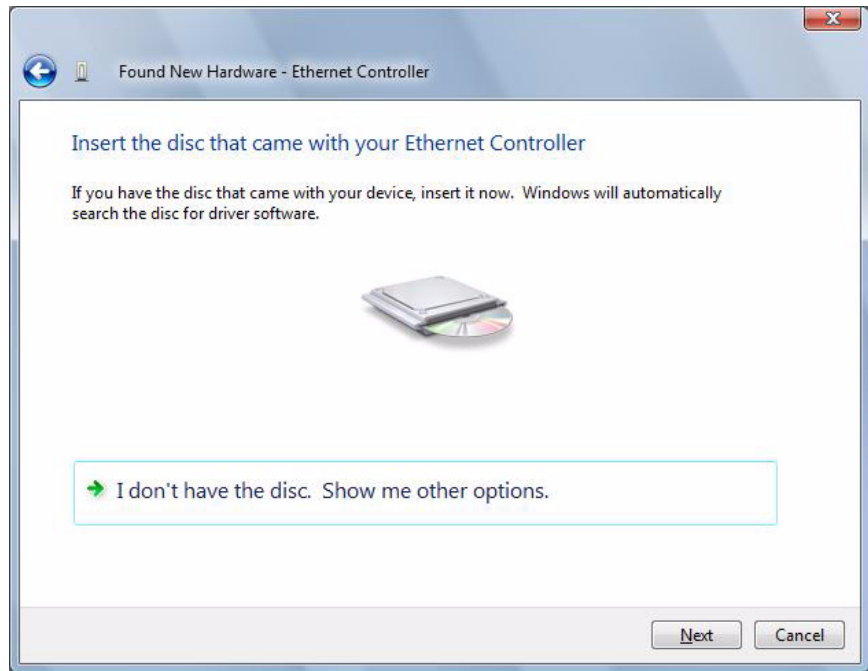 Found New Hardware - Ethernet Controller
Insert the disc that came with your Ethernet Controller
If you have the disc that came with your device, insert it now.  Windows will automatically
search the disc for driver software.
I don't have the disc.  Show me other options.
Next Cancel